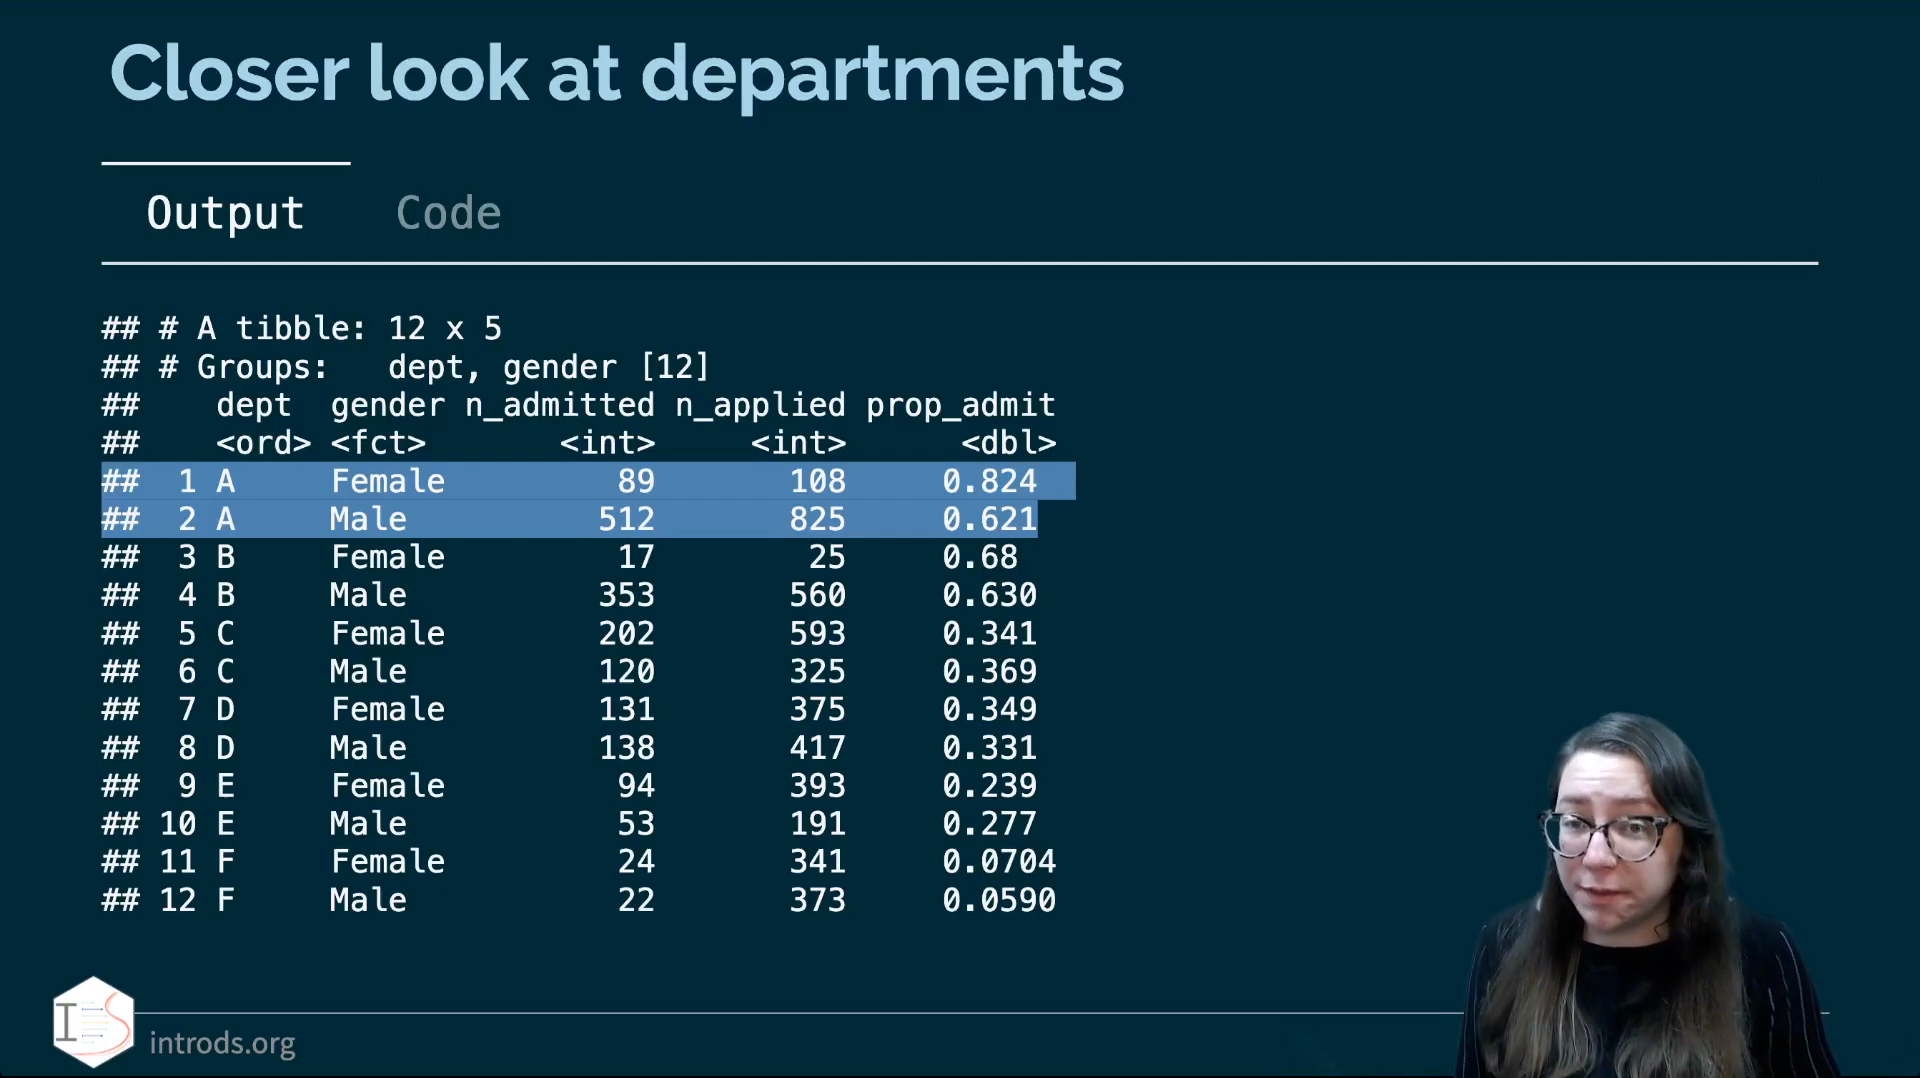 Closer look at departments
Output Code
## # A tibble: 12 x 5
## # Groups:   dept, gender [12]
##    dept  gender n_admitted n_applied prop_admit
##    <ord> <fct>       <int>     <int>      <dbl>
##  1 A     Female         89       108     0.824
##  2 A     Male          512       825     0.621
##  3 B     Female         17        25     0.68
##  4 B     Male          353       560     0.630
##  5 C     Female        202       593     0.341
##  6 C     Male          120       325     0.369
##  7 D     Female        131       375     0.349
##  8 D     Male          138       417     0.331
##  9 E     Female         94       393     0.239
## 10 E     Male           53       191     0.277
## 11 F     Female         24       341     0.0704
## 12 F     Male           22       373     0.0590
IDS
introds.org